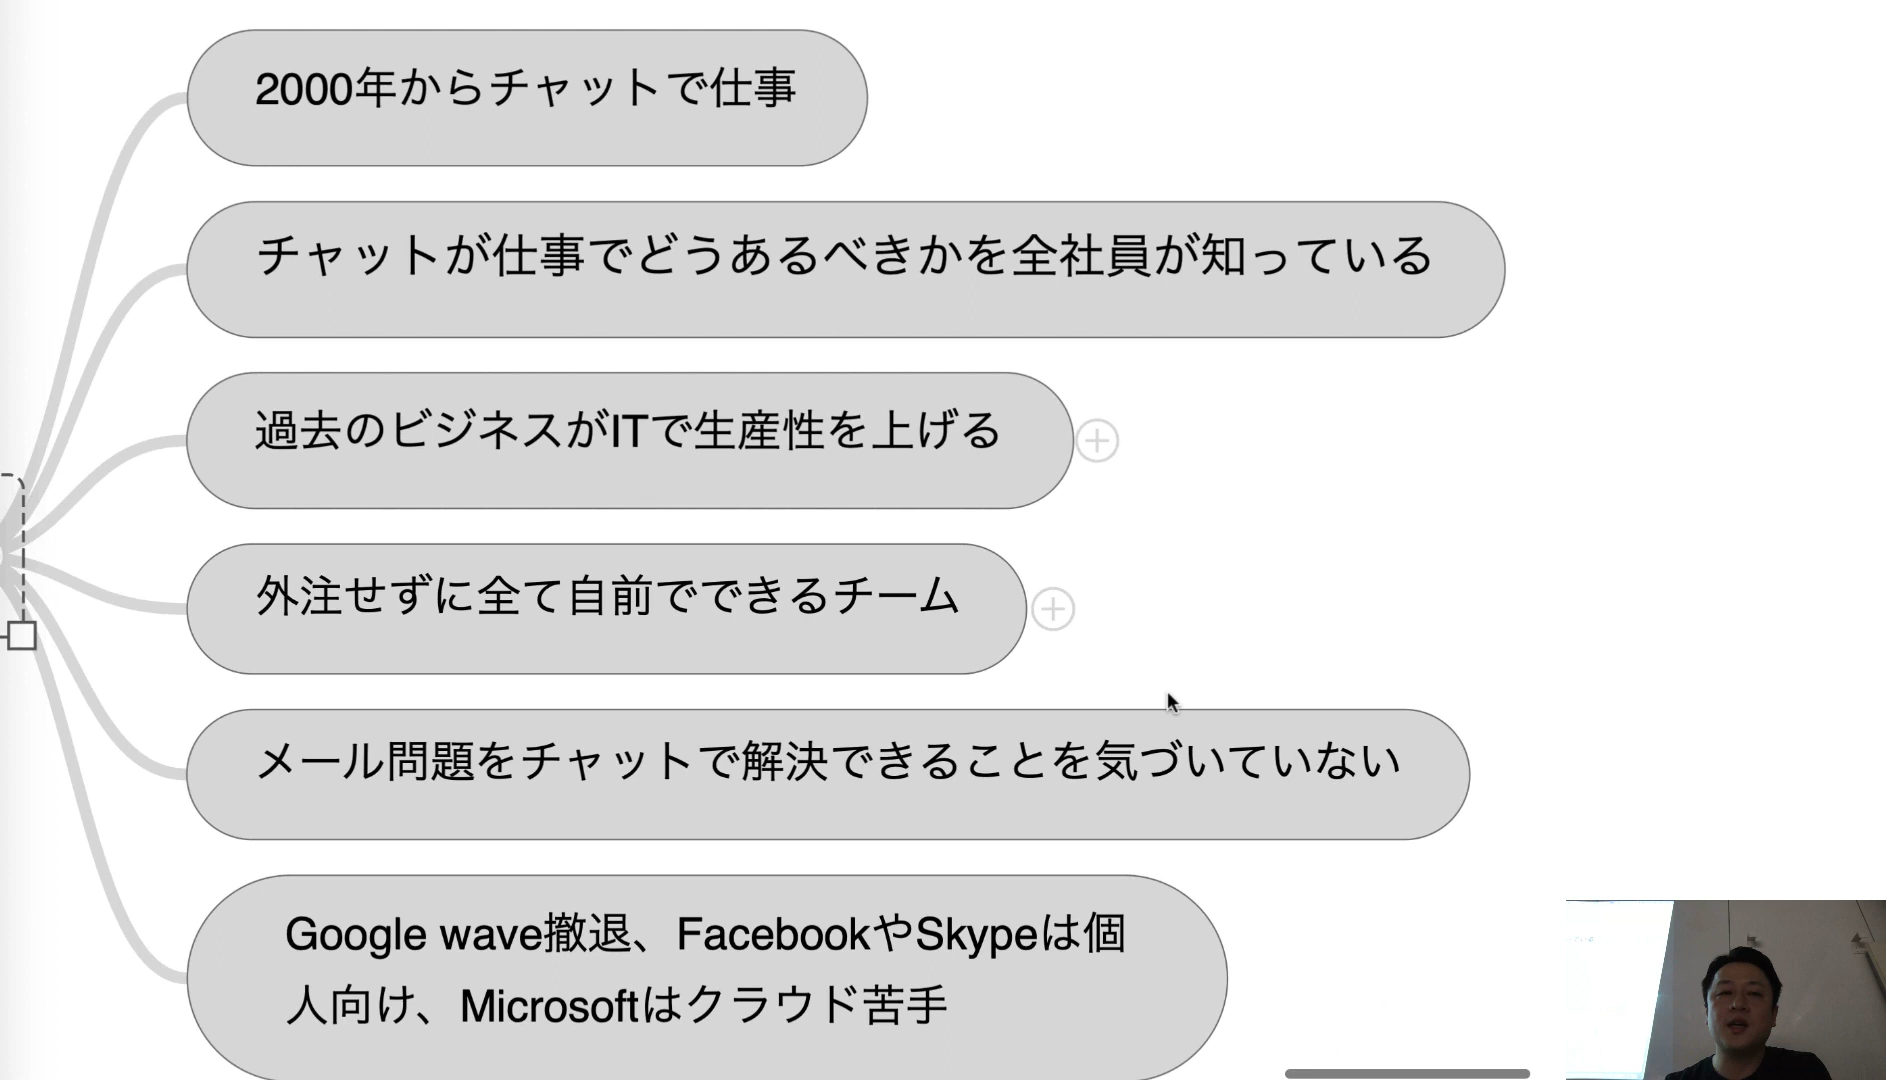 2000年からチャットで仕事
チャットが仕事でどうあるべきかを全社員が知っている
過去のビジネスがITで生産性を上げる
外注せずに全て自前でできるチーム
メール問題をチャットで解決できることを気づいていない
Google wave撤退、FacebookやSkypeは個
人向け、Microsoftはクラウド苦手